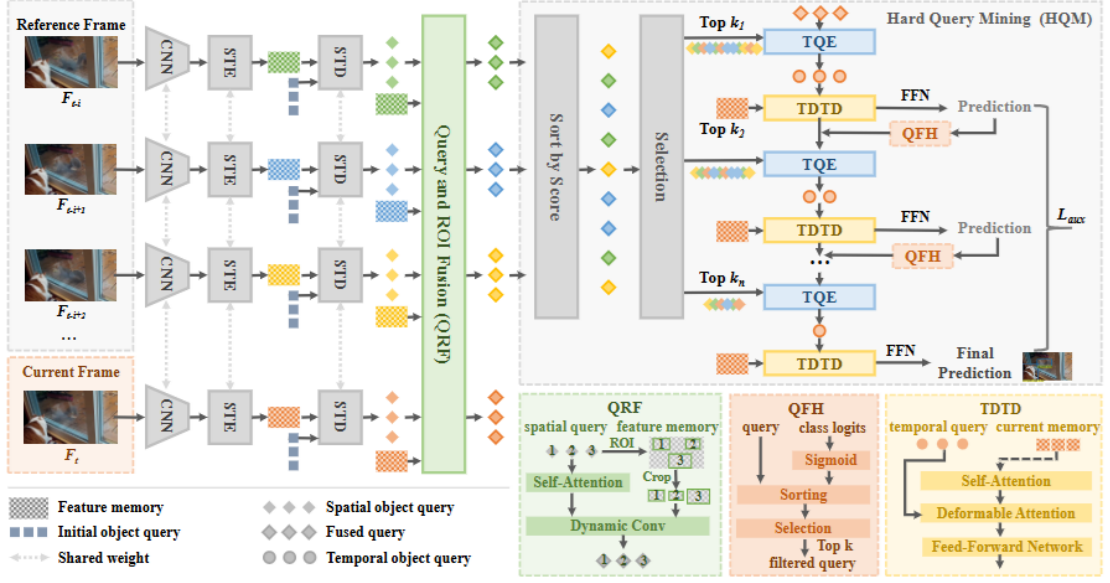 Reference Frame
F_{t-i}
CNN
STE
STD
F_{t-i+1}
CNN
STE
STD
F_{t-i+2}
CNN
STE
STD
...
Current Frame
F_t
CNN
STE
STD
Query and ROI Fusion (QRF)
Sort by Score
Selection
Hard Query Mining (HQM)
Top k_1
TQE
TDTD
FFN
Prediction
QFH
Top k_2
TQE
TDTD
FFN
Prediction
QFH
...
Top k_n
TQE
TDTD
FFN
Final
Prediction
L_{aux}
Feature memory
Initial object query
Shared weight
Spatial object query
Fused query
Temporal object query
QRF
spatial query feature memory
1 2 3
ROI
1 2
3
Self-Attention
Crop
1 2 3
Dynamic Conv
1 2 3
QFH
query class logits
Sigmoid
Sorting
Selection
Top k
filtered query
TDTD
temporal query current memory
Self-Attention
Deformable Attention
Feed-Forward Network